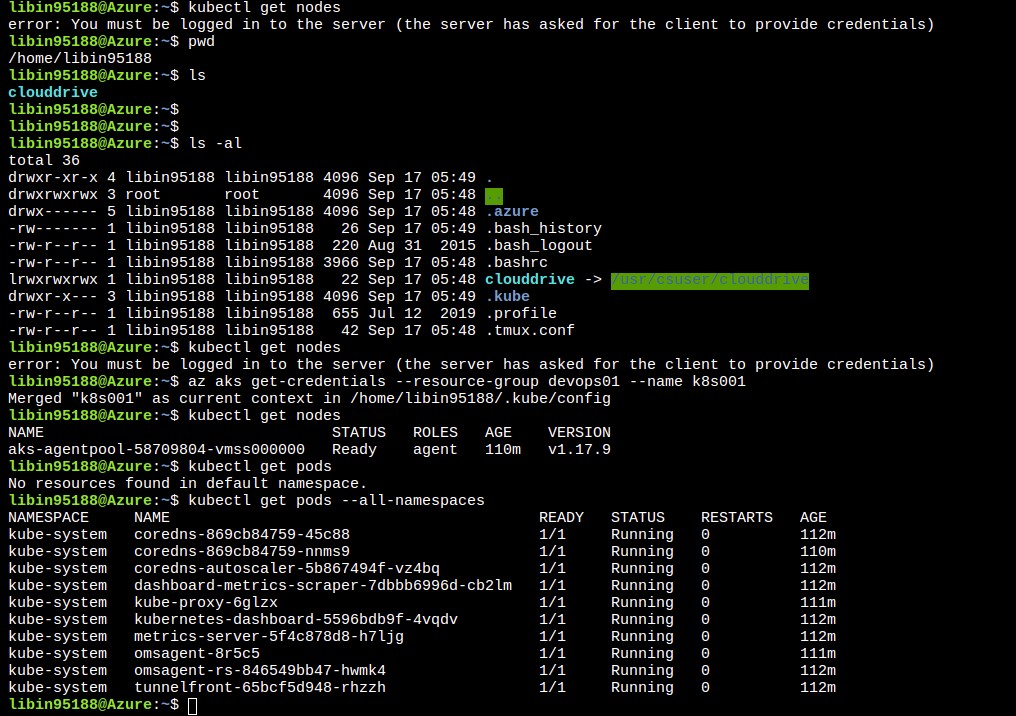 libin95188@Azure:~$ kubectl get nodes
error: You must be logged in to the server (the server has asked for the client to provide credentials)
libin95188@Azure:~$ pwd
/home/libin95188
libin95188@Azure:~$ ls
clouddrive
libin95188@Azure:~$
libin95188@Azure:~$
libin95188@Azure:~$ ls -al
total 36
drwxr-xr-x 4 libin95188 libin95188 4096 Sep 17 05:49 .
drwxrwxrwx 3 root       root       4096 Sep 17 05:48 ..
drwx------ 5 libin95188 libin95188 4096 Sep 17 05:49 .azure
-rw------- 1 libin95188 libin95188   26 Sep 17 05:49 .bash_history
-rw-r--r-- 1 libin95188 libin95188  220 Aug 31  2015 .bash_logout
-rw-r--r-- 1 libin95188 libin95188 3966 Sep 17 05:48 .bashrc
lrwxrwxrwx 1 libin95188 libin95188   22 Sep 17 05:48 clouddrive -> /usr/csuser/clouddrive
drwxr-x--- 3 libin95188 libin95188 4096 Sep 17 05:49 .kube
-rw-r--r-- 1 libin95188 libin95188  655 Jul 12  2019 .profile
-rw-r--r-- 1 libin95188 libin95188   42 Sep 17 05:48 .tmux.conf
libin95188@Azure:~$ kubectl get nodes
error: You must be logged in to the server (the server has asked for the client to provide credentials)
libin95188@Azure:~$ az aks get-credentials --resource-group devops01 --name k8s001
Merged "k8s001" as current context in /home/libin95188/.kube/config
libin95188@Azure:~$ kubectl get nodes
NAME                                STATUS   ROLES   AGE    VERSION
aks-agentpool-58709804-vmss000000   Ready    agent   110m   v1.17.9
libin95188@Azure:~$ kubectl get pods
No resources found in default namespace.
libin95188@Azure:~$ kubectl get pods --all-namespaces
NAMESPACE     NAME                                         READY   STATUS    RESTARTS   AGE
kube-system   coredns-869cb84759-45c88                     1/1     Running   0          112m
kube-system   coredns-869cb84759-nnms9                     1/1     Running   0          110m
kube-system   coredns-autoscaler-5b867494f-vz4bq           1/1     Running   0          112m
kube-system   dashboard-metrics-scraper-7dbbb6996d-cb2lm   1/1     Running   0          112m
kube-system   kube-proxy-6glzx                             1/1     Running   0          111m
kube-system   kubernetes-dashboard-5596bdb9f-4vqdv         1/1     Running   0          112m
kube-system   metrics-server-5f4c878d8-h7ljg               1/1     Running   0          112m
kube-system   omsagent-8r5c5                               1/1     Running   0          111m
kube-system   omsagent-rs-846549bb47-hwmk4                 1/1     Running   0          112m
kube-system   tunnelfront-65bcf5d948-rhzzh                 1/1     Running   0          112m
libin95188@Azure:~$